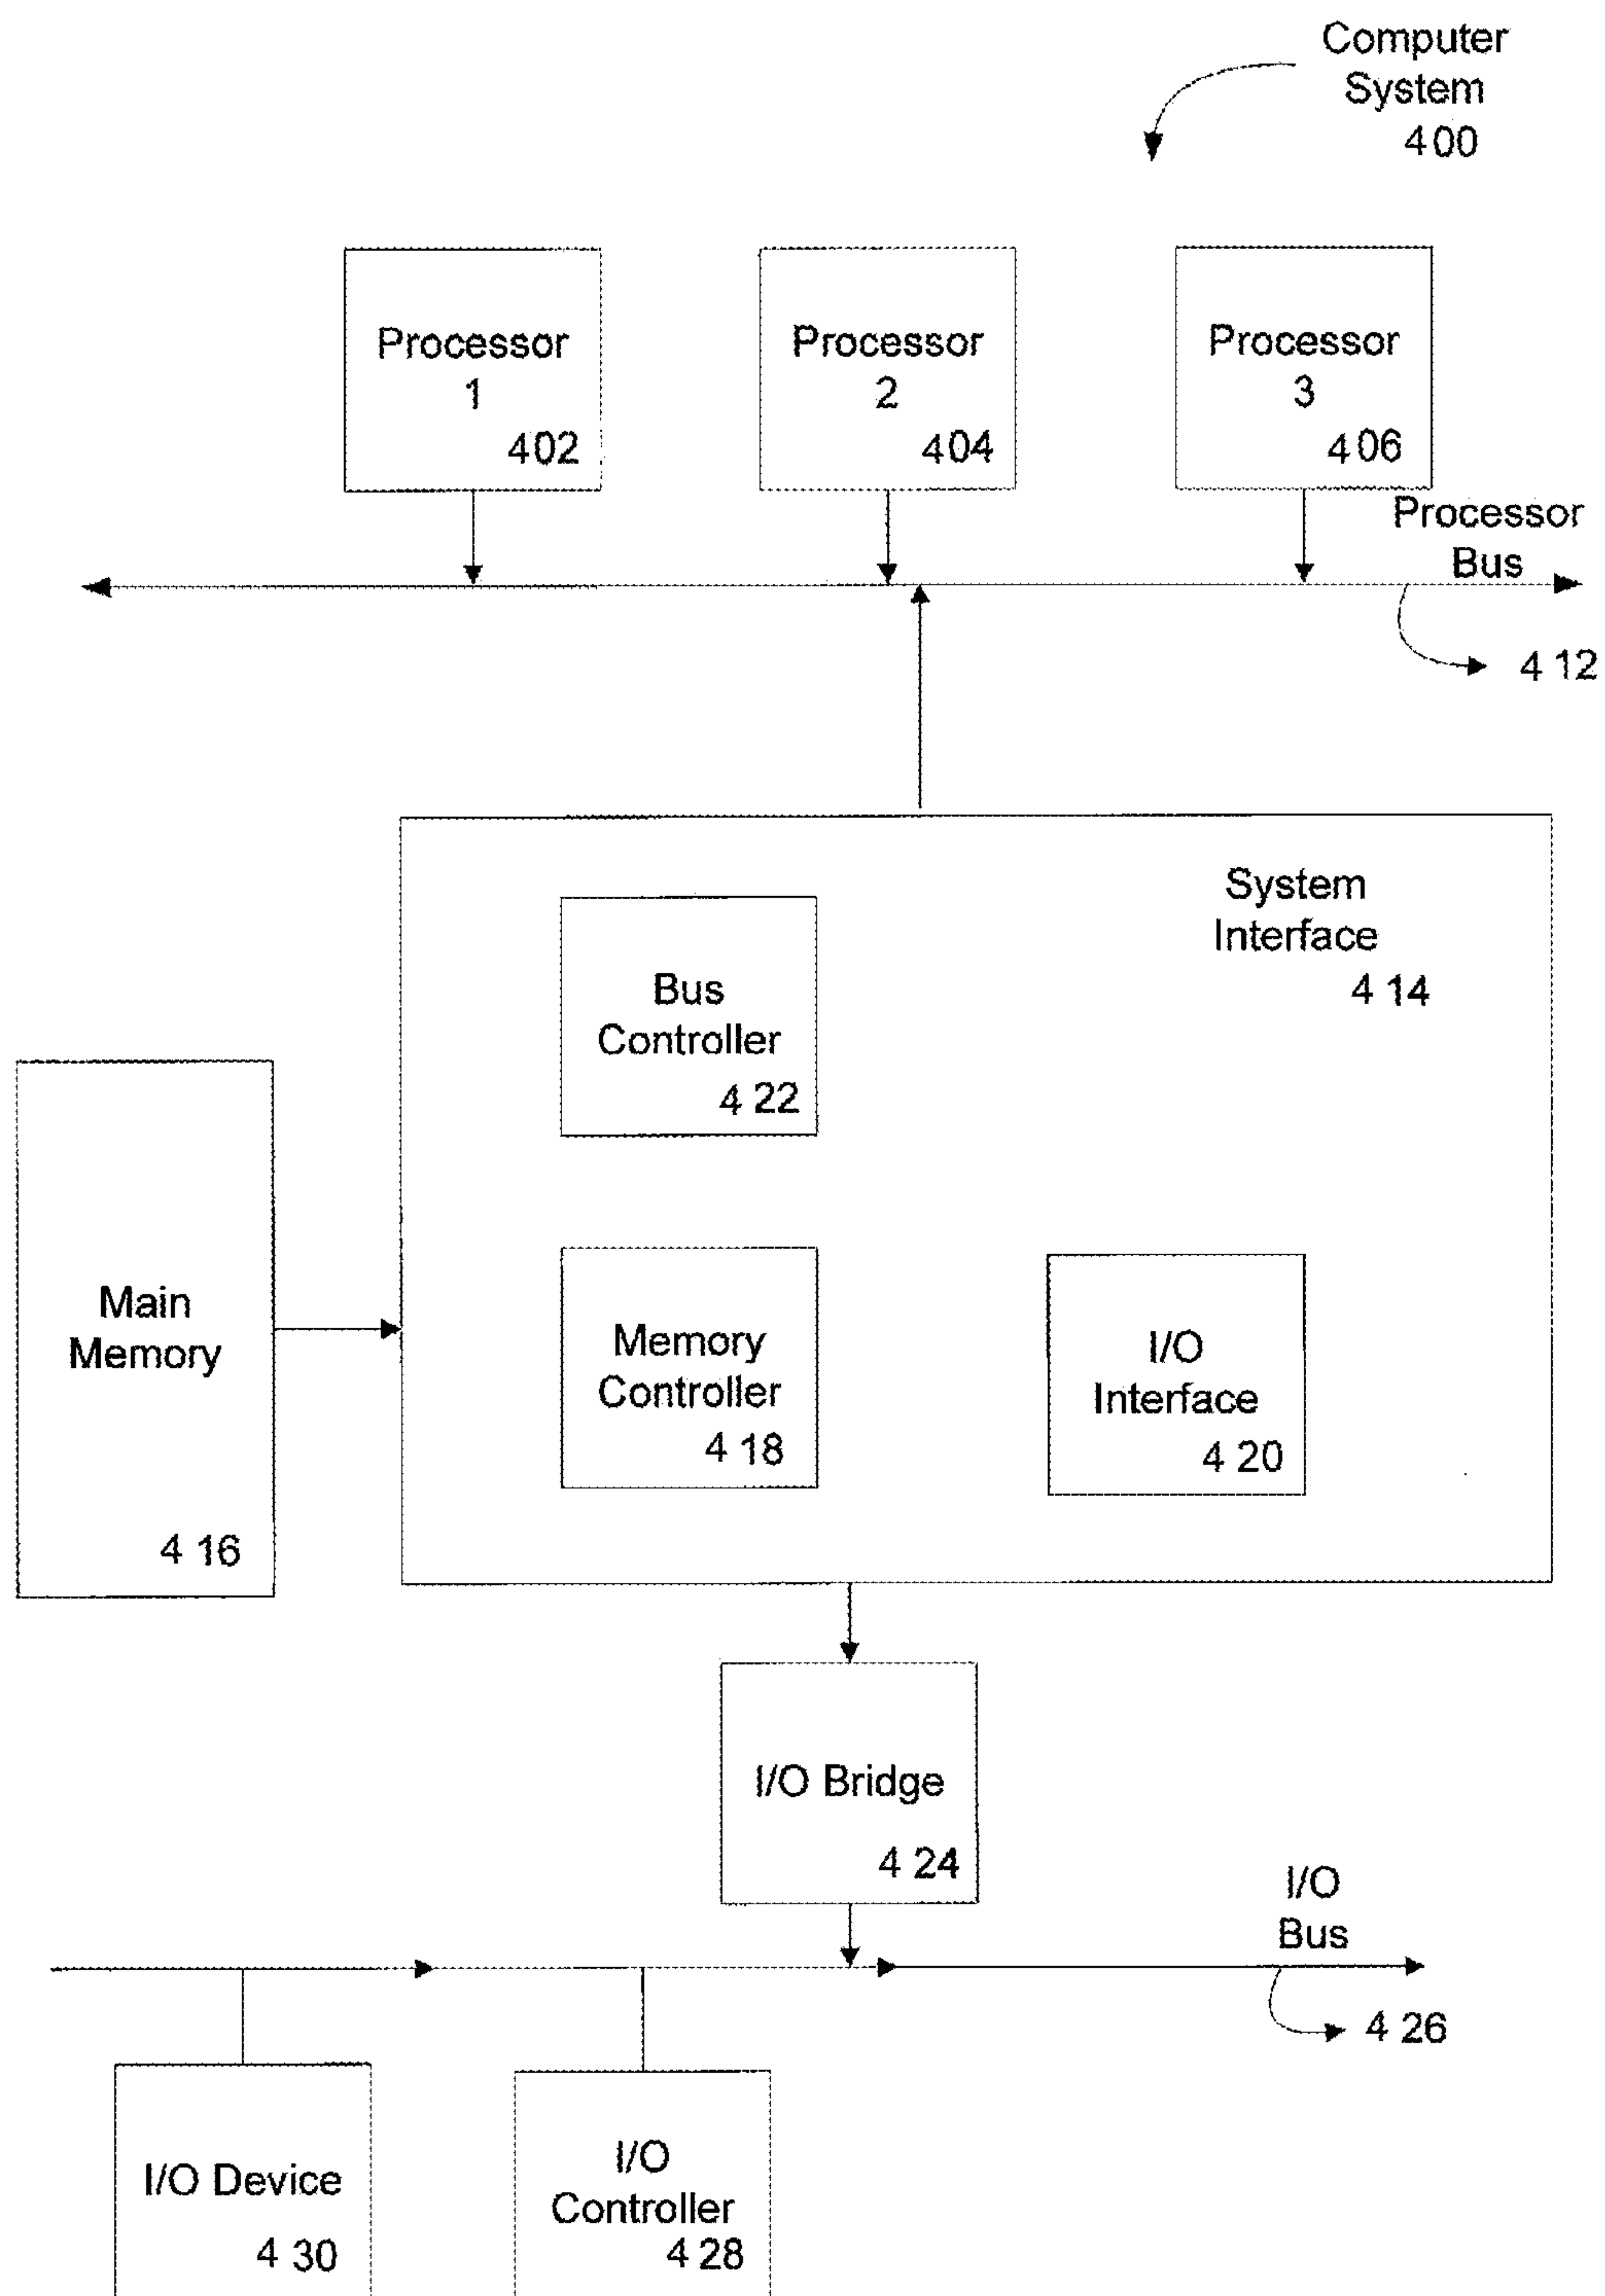 Computer
System
400
Processor
1
402
Processor
2
404
Processor
3
406
Processor
Bus
412
System
Interface
414
Bus
Controller
422
Main
Memory
416
Memory
Controller
418
I/O
Interface
420
I/O Bridge
424
I/O
Bus
426
I/O Device
430
I/O
Controller
428